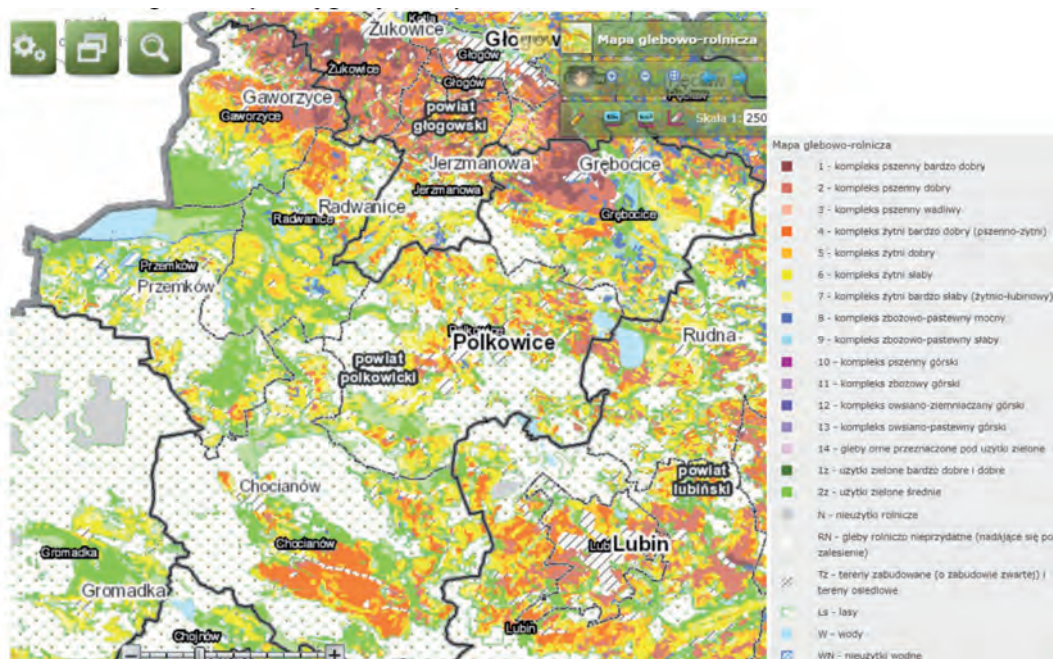 Żukowice
Mapa glebowo-rolnicza
Głogów
Żukowice
Głogów
Gaworzyce
Gaworzyce
powiat
głogowski
Skala 1: 250
Jerzmanowa
Grębocice
Jerzmanowa
Radwanice
Radwanice
Grębocice
Przemków
Przemków
Polkowice
Rudna
powiat
polkowicki
Chocianów
powiat
lubiński
Chocianów
Lubin
Gromadka
Gromadka
Lubin
Chojnów
Mapa glebowo-rolnicza
1 - kompleks pszenny bardzo dobry
2 - kompleks pszenny dobry
3 - kompleks pszenny wadliwy
4 - kompleks żytni bardzo dobry (pszenno-żytni)
5 - kompleks żytni dobry
6 - kompleks żytni słaby
7 - kompleks żytni bardzo słaby (żytnio-łubinowy)
8 - kompleks zbożowo-pastewny mocny
9 - kompleks zbożowo-pastewny słaby
10 - kompleks pszenny górski
11 - kompleks zbożowy górski
12 - kompleks owsiano-ziemniaczany górski
13 - kompleks owsiano-pastewny górski
14 - gleby orne przeznaczone pod użytki zielone
1z - użytki zielone bardzo dobre i dobre
2z - użytki zielone średnie
N - nieużytki rolnicze
RN - gleby rolniczo nieprzydatne (nadające się po
zalesienie)
Tz - tereny zabudowane (o zabudowie zwartej) i
tereny osiedlowe
Ls - lasy
W - wody
WN - nieużytki wodne